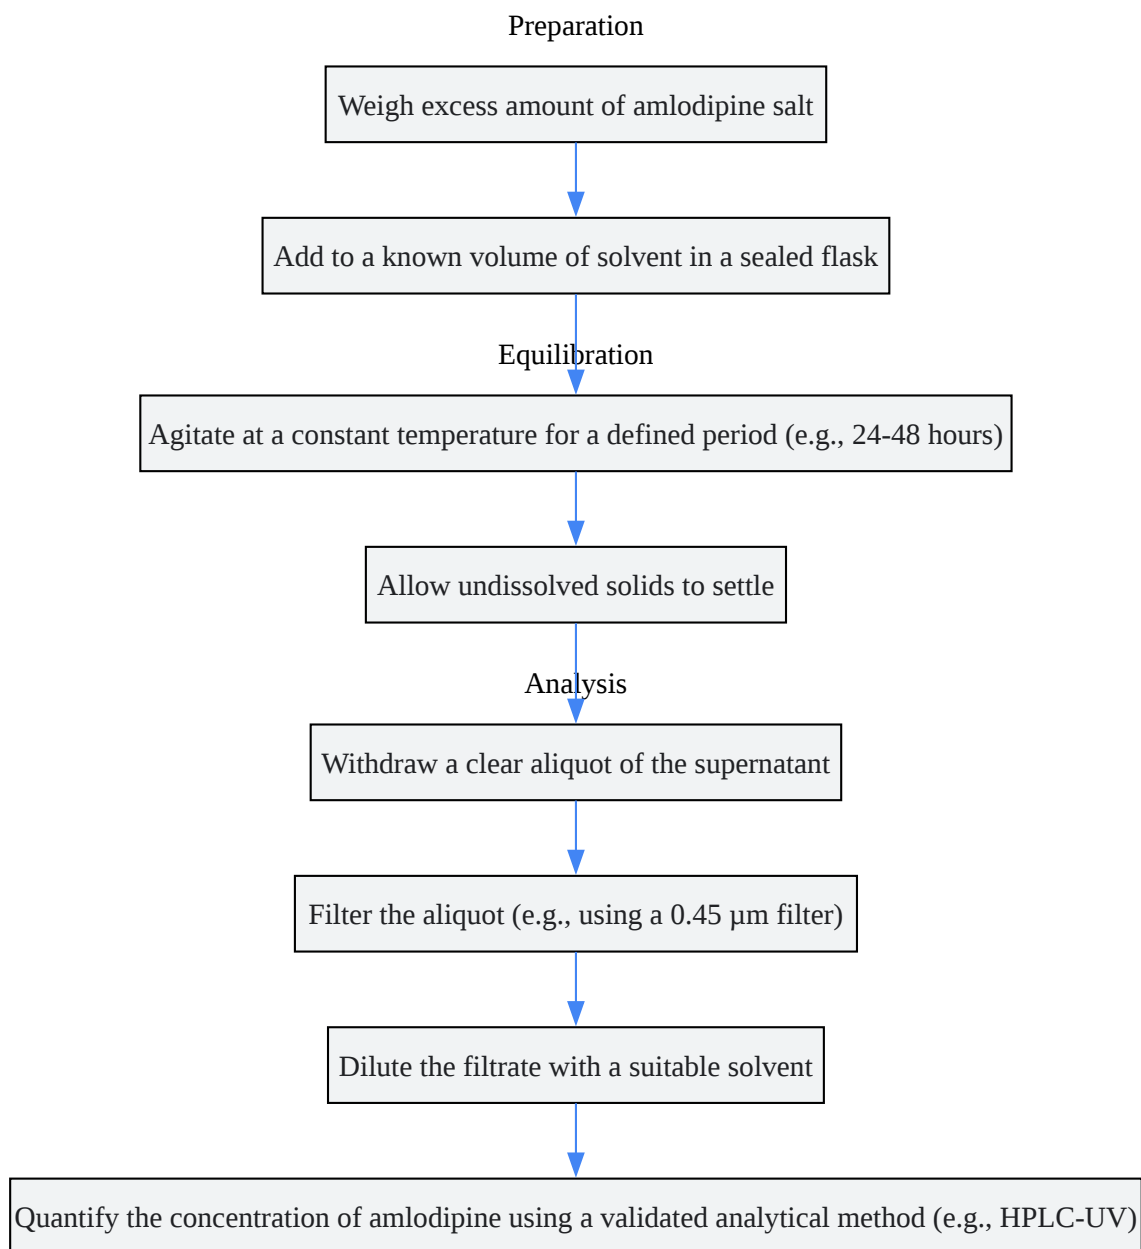 Preparation
Weigh excess amount of amlodipine salt
Add to a known volume of solvent in a sealed flask
Equilibration
Agitate at a constant temperature for a defined period (e.g., 24-48 hours)
Allow undissolved solids to settle
Analysis
Withdraw a clear aliquot of the supernatant
Filter the aliquot (e.g., using a 0.45 µm filter)
Dilute the filtrate with a suitable solvent
Quantify the concentration of amlodipine using a validated analytical method (e.g., HPLC-UV)